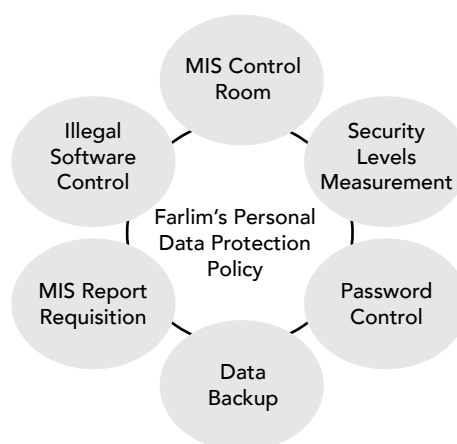 MIS Control
Room
Security
Levels
Measurement
Password
Control
Data
Backup
MIS Report
Requisition
Illegal
Software
Control
Farlim's Personal
Data Protection
Policy